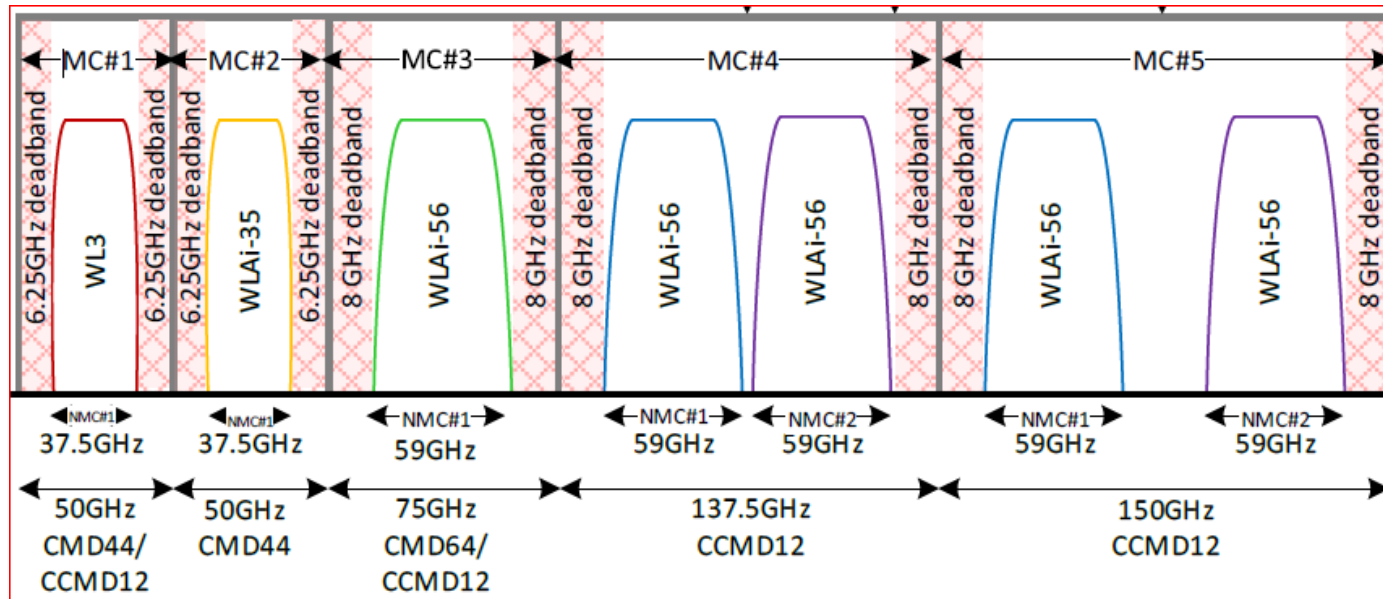 MC#1
MC#2
MC#3
MC#4
MC#5
6.25GHz deadband
WL3
6.25GHz deadband
6.25GHz deadband
WLAi-35
6.25GHz deadband
8 GHz deadband
WLAi-56
8 GHz deadband
8 GHz deadband
WLAi-56
WLAi-56
8 GHz deadband
8 GHz deadband
WLAi-56
WLAi-56
8 GHz deadband
NMC#1
37.5GHz
NMC#1
37.5GHz
NMC#1
59GHz
NMC#1
59GHz
NMC#2
59GHz
NMC#1
59GHz
NMC#2
59GHz
50GHz
CMD44/
CCMD12
50GHz
CMD44
75GHz
CMD64/
CCMD12
137.5GHz
CCMD12
150GHz
CCMD12